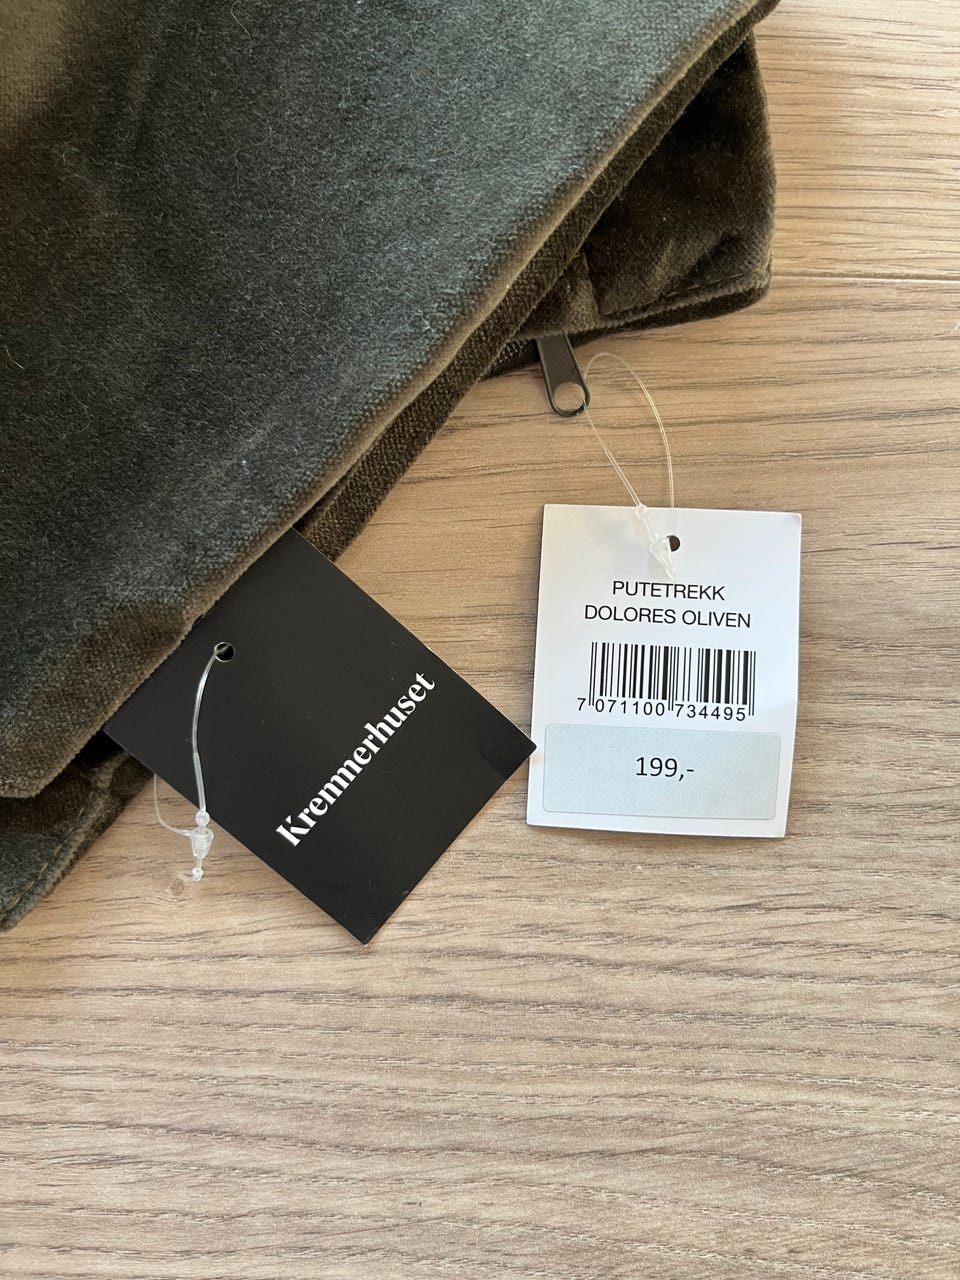 PUTETREKK
DOLORES OLIVEN
7 071100 734495
199,-
Kremmerhuset